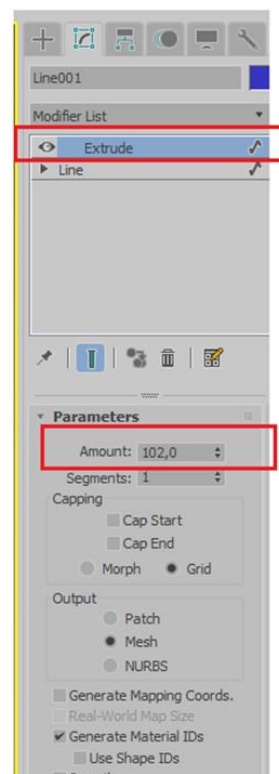 Line001
Modifier List
Extrude
Line
Parameters
Amount: 102,0
Segments: 1
Capping
Cap Start
Cap End
Morph Grid
Output
Patch
Mesh
NURBS
Generate Mapping Coords.
Real-World Map Size
Generate Material IDs
Use Shape IDs